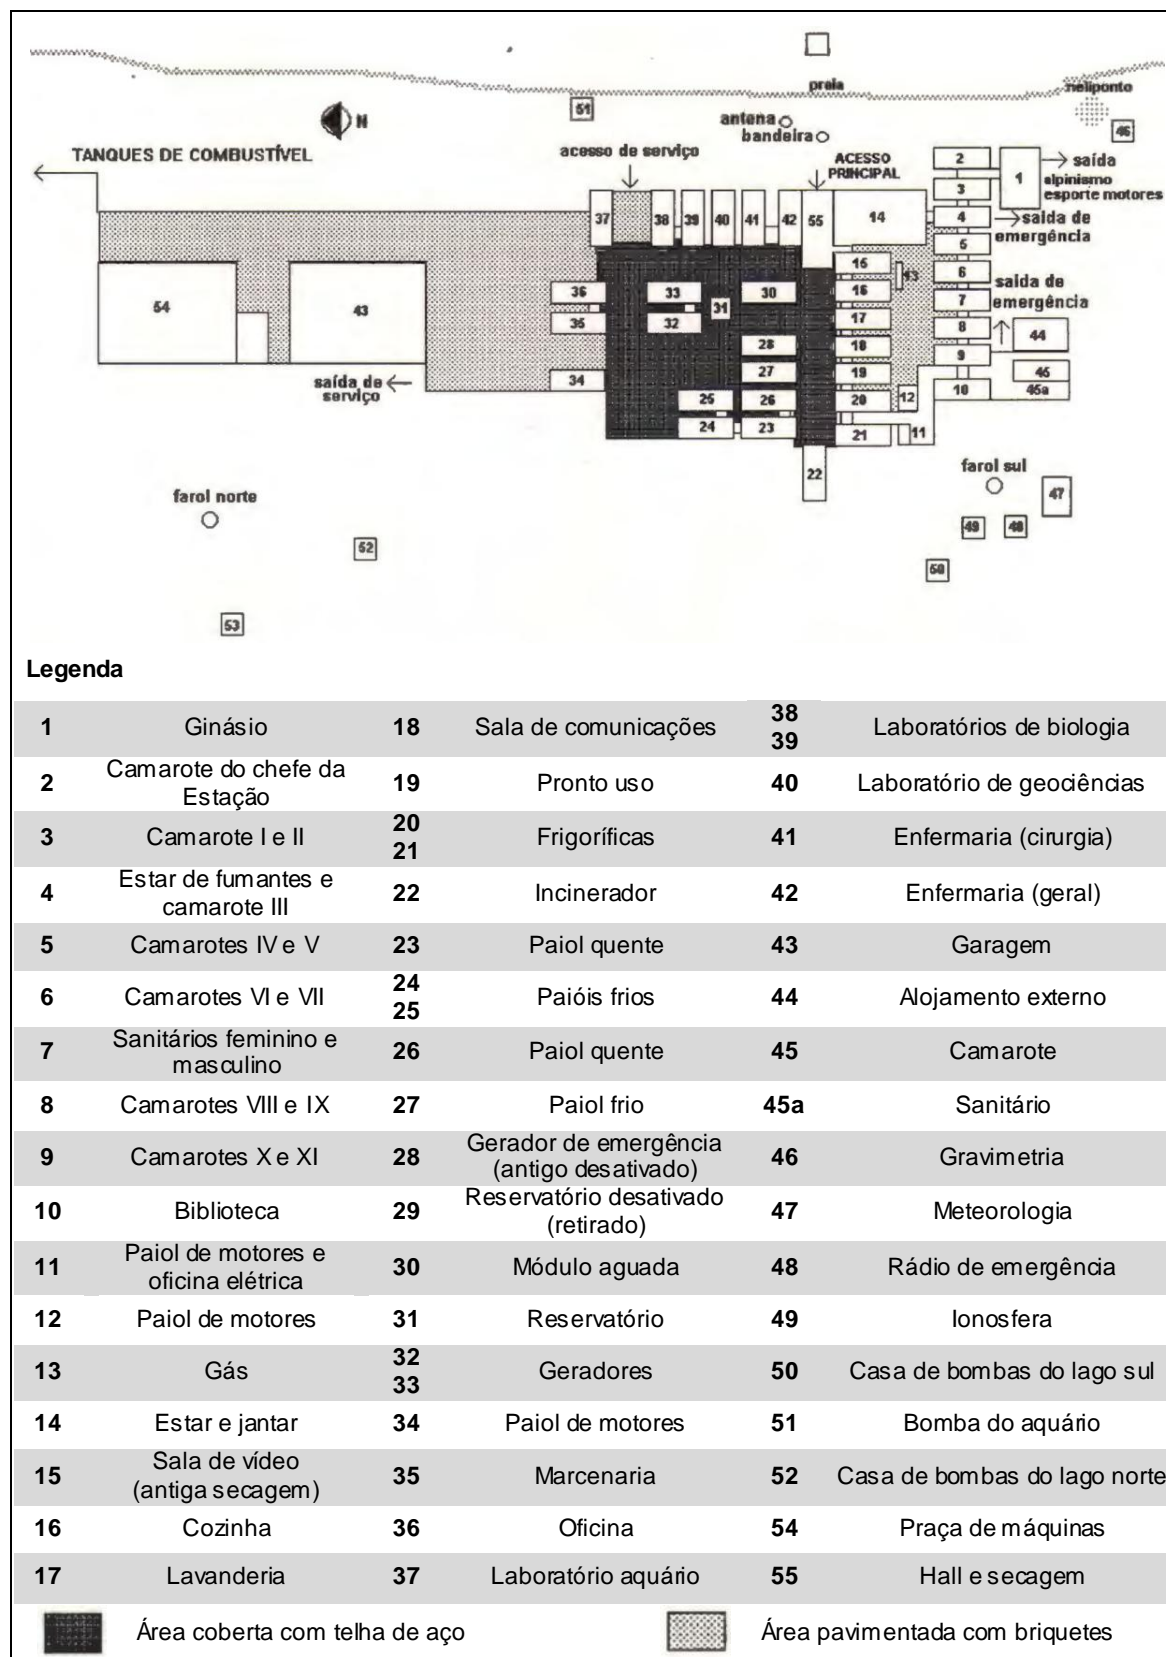 praia
heliponto
51
antena
bandeira
46
N
TANQUES DE COMBUSTÍVEL
acesso de serviço
ACESSO PRINCIPAL
2
1
saída
3
alpinismo
esporte motores
37
38
39
40
41
42
55
14
4
saída de
emergência
5
15
13
36
33
30
16
6
saída de
emergência
54
43
31
7
35
32
17
8
44
28
18
9
saída de
serviço
34
27
19
45
25
26
20
12
10
45a
24
23
21
11
22
farol sul
farol norte
47
49
48
52
50
53
Legenda
1 Ginásio 18 Sala de comunicações 38 39 Laboratórios de biologia
2 Camarote do chefe da Estação 19 Pronto uso 40 Laboratório de geociências
3 Camarote I e II 20 21 Frigoríficas 41 Enfermaria (cirurgia)
4 Estar de fumantes e camarote III 22 Incinerador 42 Enfermaria (geral)
5 Camarotes IV e V 23 Paiol quente 43 Garagem
6 Camarotes VI e VII 24 25 Paióis frios 44 Alojamento externo
7 Sanitários feminino e masculino 26 Paiol quente 45 Camarote
8 Camarotes VIII e IX 27 Paiol frio 45a Sanitário
9 Camarotes X e XI 28 Gerador de emergência (antigo desativado) 46 Gravimetria
10 Biblioteca 29 Reservatório desativado (retirado) 47 Meteorologia
11 Paiol de motores e oficina elétrica 30 Módulo aguada 48 Rádio de emergência
12 Paiol de motores 31 Reservatório 49 Ionosfera
13 Gás 32 33 Geradores 50 Casa de bombas do lago sul
14 Estar e jantar 34 Paiol de motores 51 Bomba do aquário
15 Sala de vídeo (antiga secagem) 35 Marcenaria 52 Casa de bombas do lago norte
16 Cozinha 36 Oficina 54 Praça de máquinas
17 Lavanderia 37 Laboratório aquário 55 Hall e secagem
Área coberta com telha de aço
Área pavimentada com briquetes